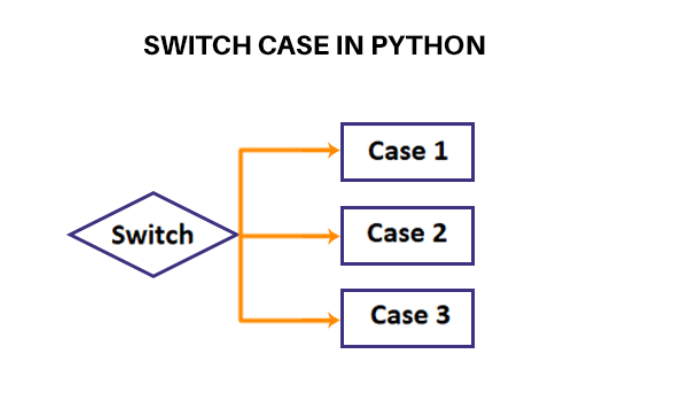 SWITCH CASE IN PYTHON
Case 1
Switch
Case 2
Case 3